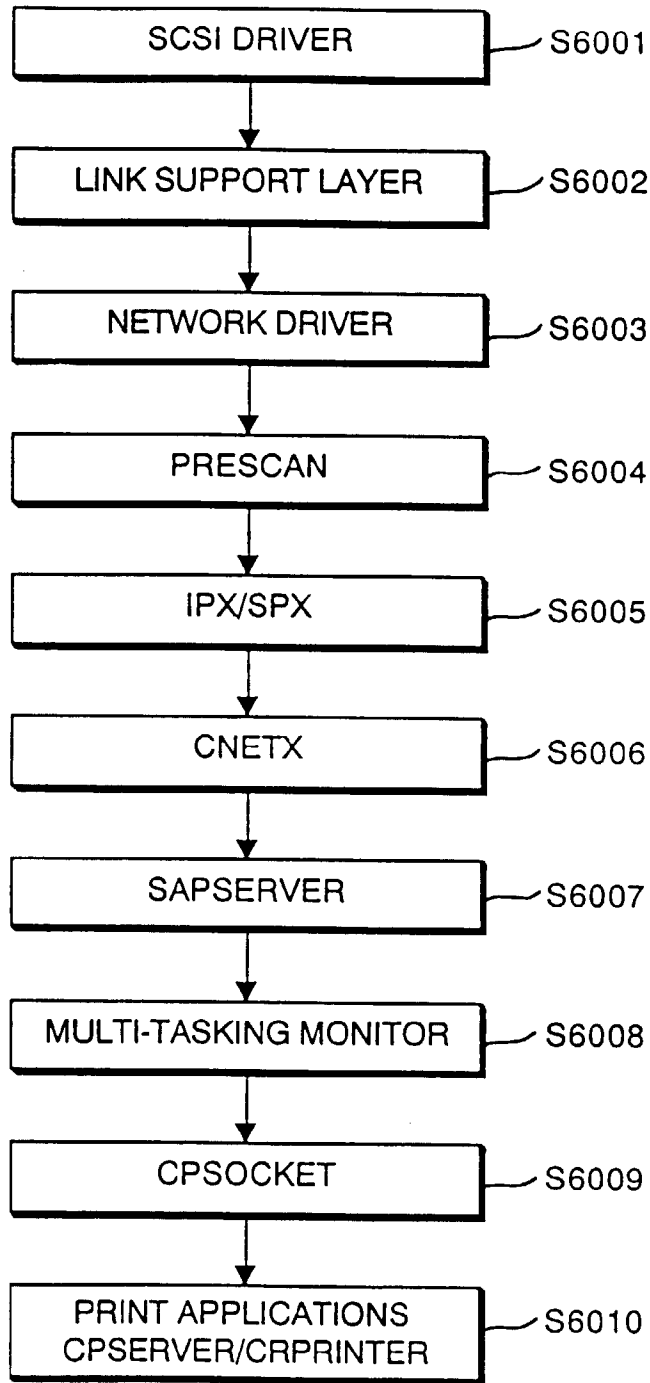 SCSI DRIVER
S6001
LINK SUPPORT LAYER
S6002
NETWORK DRIVER
S6003
PRESCAN
S6004
IPX/SPX
S6005
CNETX
S6006
SAPSERVER
S6007
MULTI-TASKING MONITOR
S6008
CPSOCKET
S6009
PRINT APPLICATIONS
CPSERVER/CRPRINTER
S6010